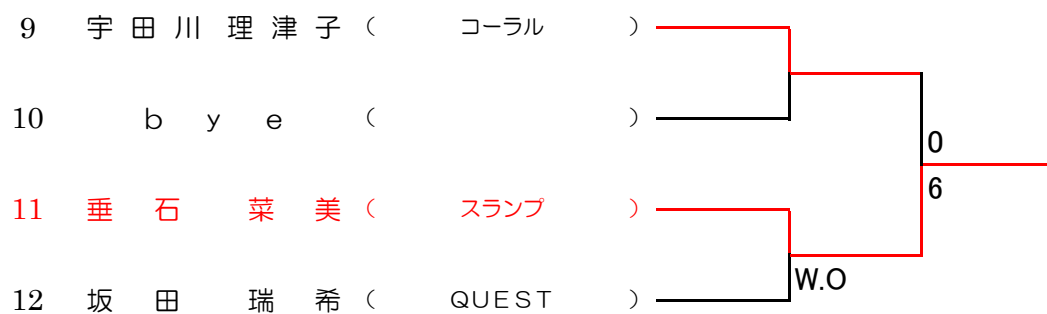 9 宇田川 理津子 ( コーラル )
10 bye ( )
0
6
11 垂石 菜美 ( スランプ )
W.O
12 坂田 瑞希 ( QUEST )